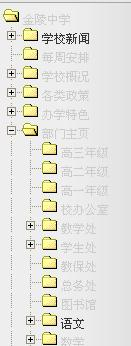 金陵中学
学校新闻
每周安排
学校概况
各类政策
办学特色
部门主页
高三年级
高二年级
高一年级
校办公室
教学处
学生处
教保处
总务处
图书馆
语文
数学